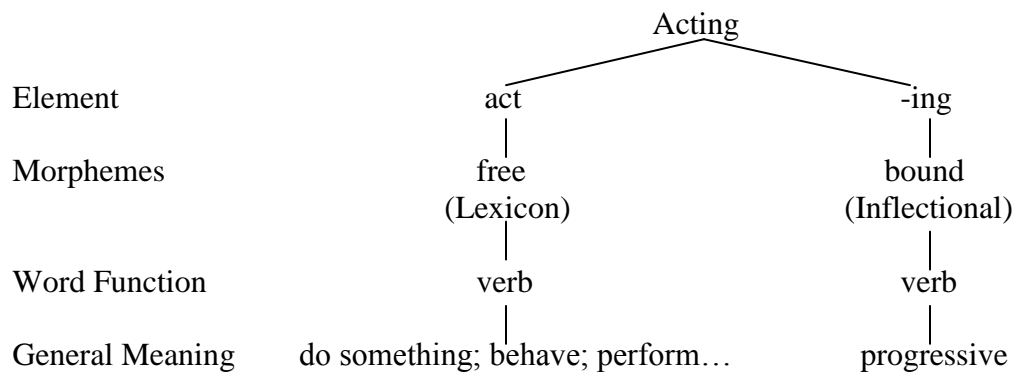 Acting
Element act -ing
Morphemes free bound
(Lexicon) (Inflectional)
Word Function verb verb
General Meaning do something; behave; perform… progressive